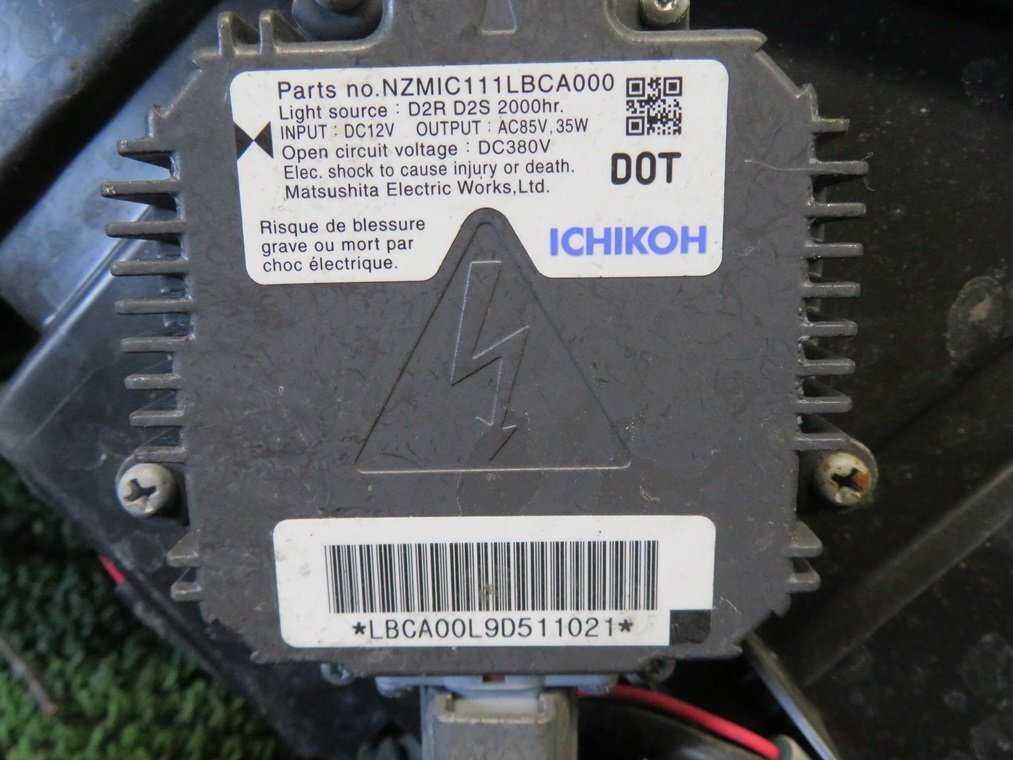 Parts no.NZMIC111LBCA000
Light source : D2R D2S 2000hr.
INPUT : DC12V OUTPUT : AC85V, 35W
Open circuit voltage : DC380V
Elec. shock to cause injury or death.
Matsushita Electric Works,Ltd.
DOT
Risque de blessure
grave ou mort par
choc électrique.
ICHIKOH
*LBCA00L9D511021*